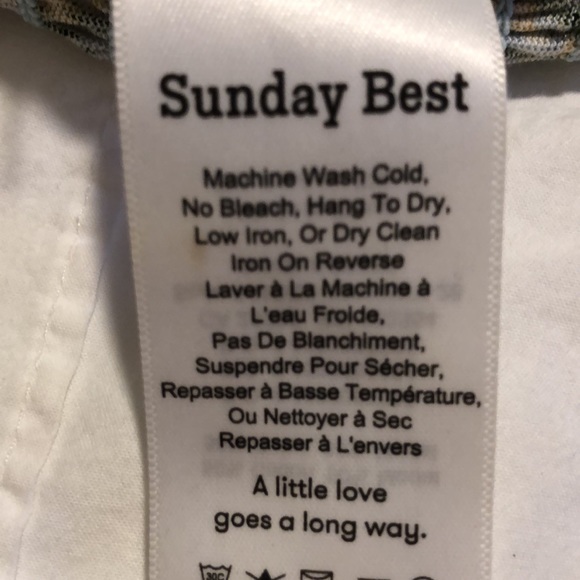 Sunday Best
Machine Wash Cold,
No Bleach, Hang To Dry,
Low Iron, Or Dry Clean
Iron On Reverse
Laver à La Machine à
L'eau Froide,
Pas De Blanchiment,
Suspendre Pour Sécher,
Repasser à Basse Température,
Ou Nettoyer à Sec
Repasser à L'envers
A little love
goes a long way.
30C